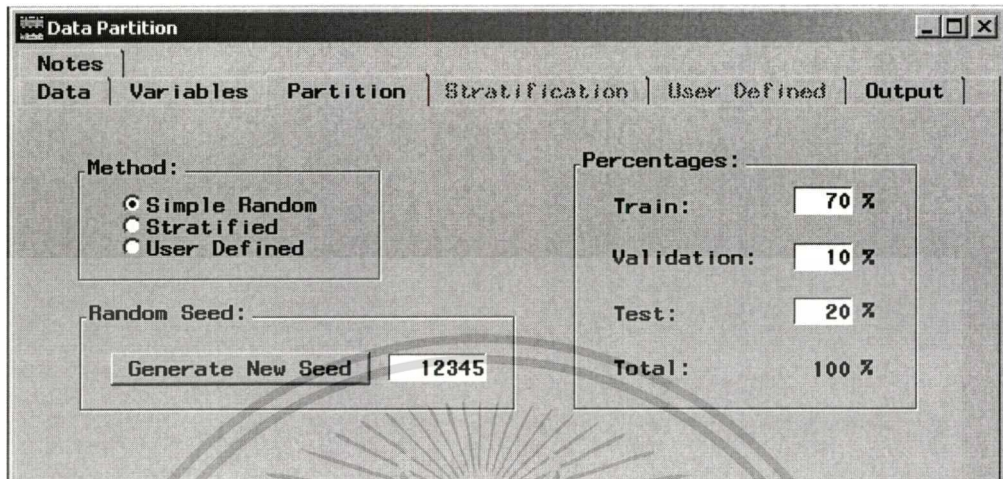 Data Partition
Notes
Data Variables Partition Stratification User Defined Output
Method:
Simple Random
Stratified
User Defined
Random Seed:
Generate New Seed 12345
Percentages:
Train: 70 %
Validation: 10 %
Test: 20 %
Total: 100 %